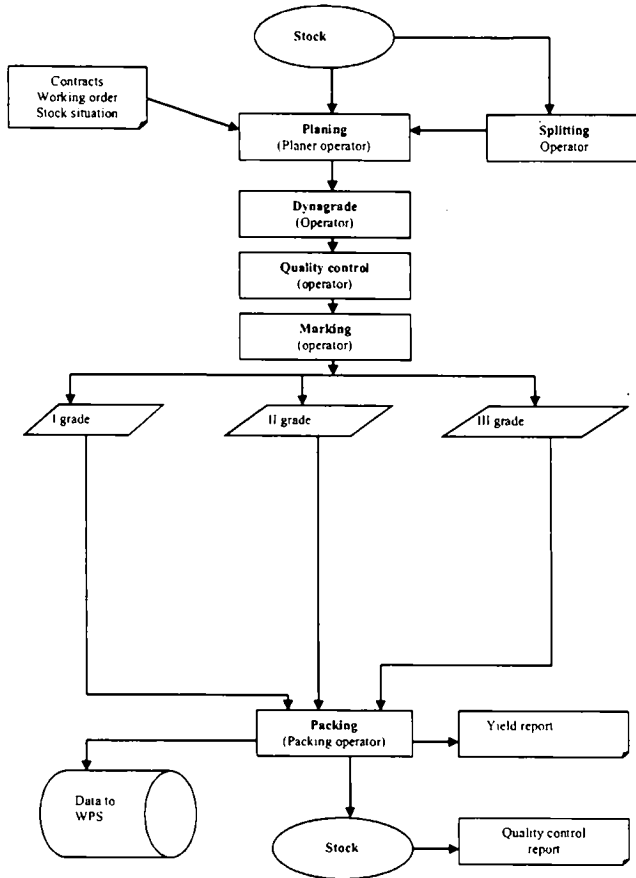 Stock
Contracts
Working order
Stock situation
Planing
(Planer operator)
Splitting
Operator
Dynagrade
(Operator)
Quality control
(operator)
Marking
(operator)
I grade
II grade
III grade
Packing
(Packing operator)
Yield report
Data to
WPS
Stock
Quality control
report